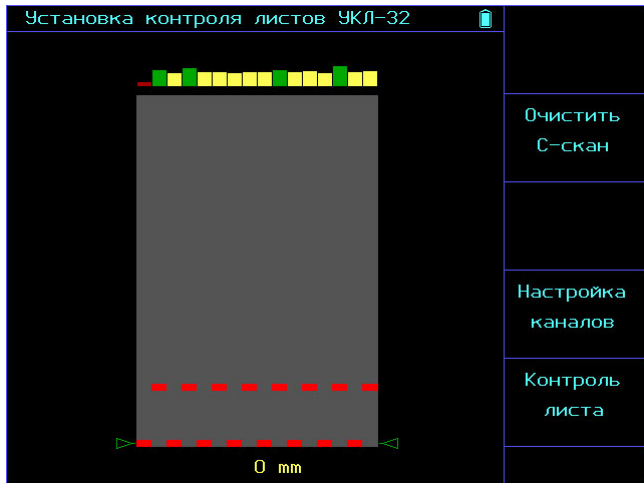 Установка контроля листов УКЛ-32
Очистить
С-скан
Настройка
каналов
Контроль
листа
0 mm